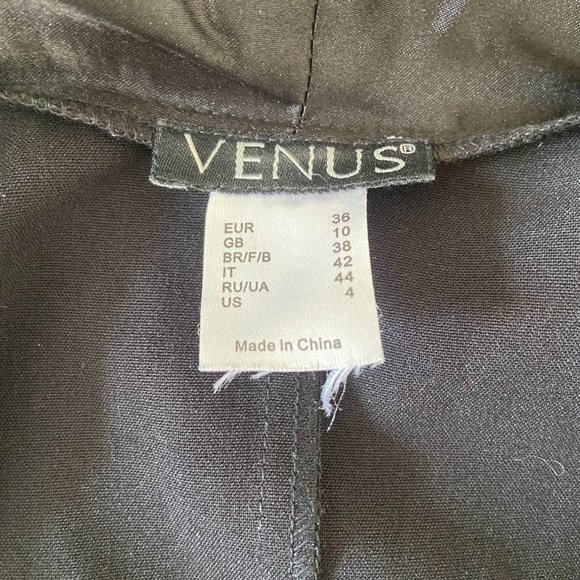 VENUS®
EUR 36
GB 10
BR/F/B 38
IT 42
RU/UA 44
US 4
Made in China